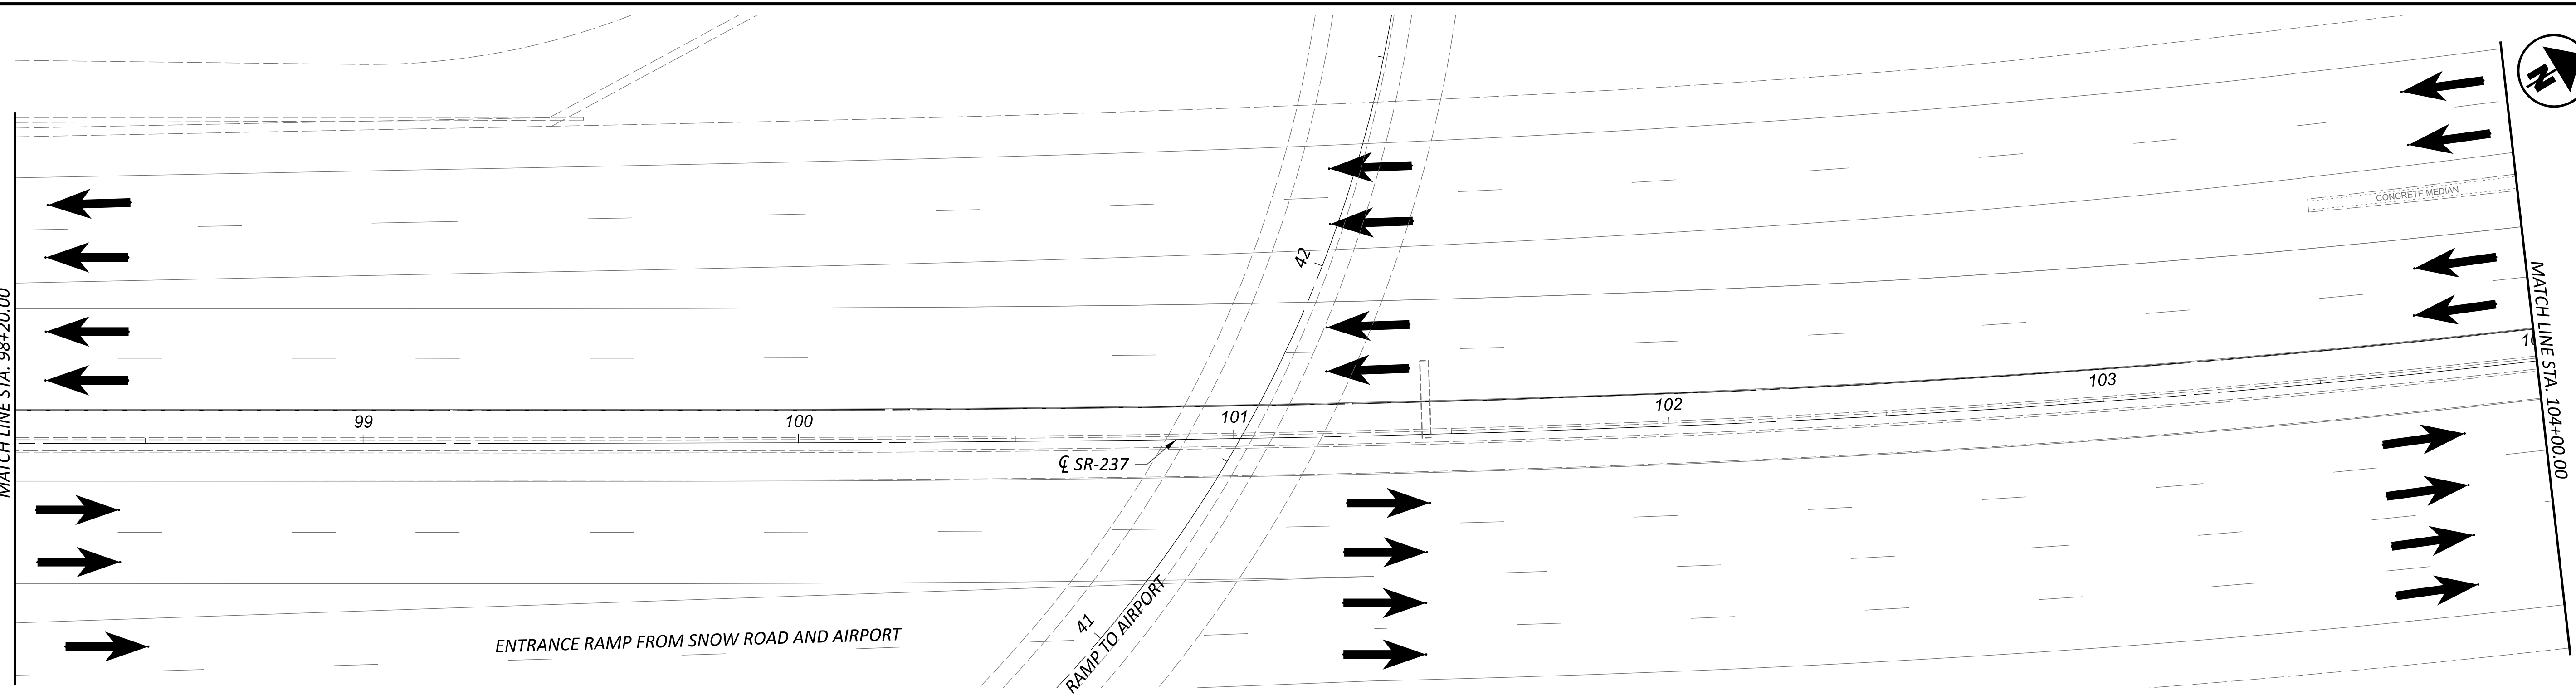 N
CONCRETE MEDIAN
MATCH LINE STA. 98+20.00
MATCH LINE STA. 104+00.00
42
99
100
101
102
103
℄ SR-237
41
RAMP TO AIRPORT
ENTRANCE RAMP FROM SNOW ROAD AND AIRPORT